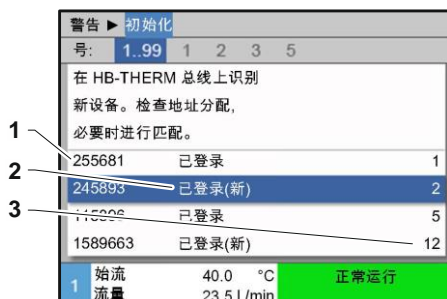 警告 ► 初始化
号: 1..99 1 2 3 5
在 HB-THERM 总线上识别
新设备。检查地址分配,
必要时进行匹配。
1
255681 已登录 1
2
245893 已登录(新) 2
3
已登录 5
1589663 已登录(新) 12
1 始流 40.0 °C 正常运行
流量 23.5 l/min